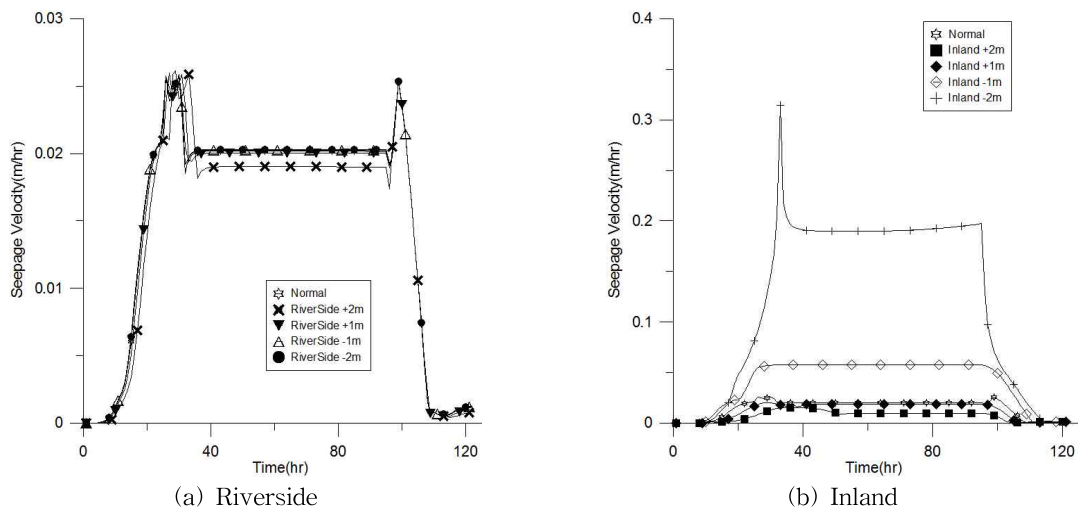 0.03
0.02
0.01
0
Seepage Velocity(m/hr)
Normal
RiverSide +2m
RiverSide +1m
RiverSide -1m
RiverSide -2m
0
40
80
120
Time(hr)
(a) Riverside
0.4
0.3
0.2
0.1
0
Seepage Velocity(m/hr)
Normal
Inland +2m
Inland +1m
Inland -1m
Inland -2m
0
40
80
120
Time(hr)
(b) Inland